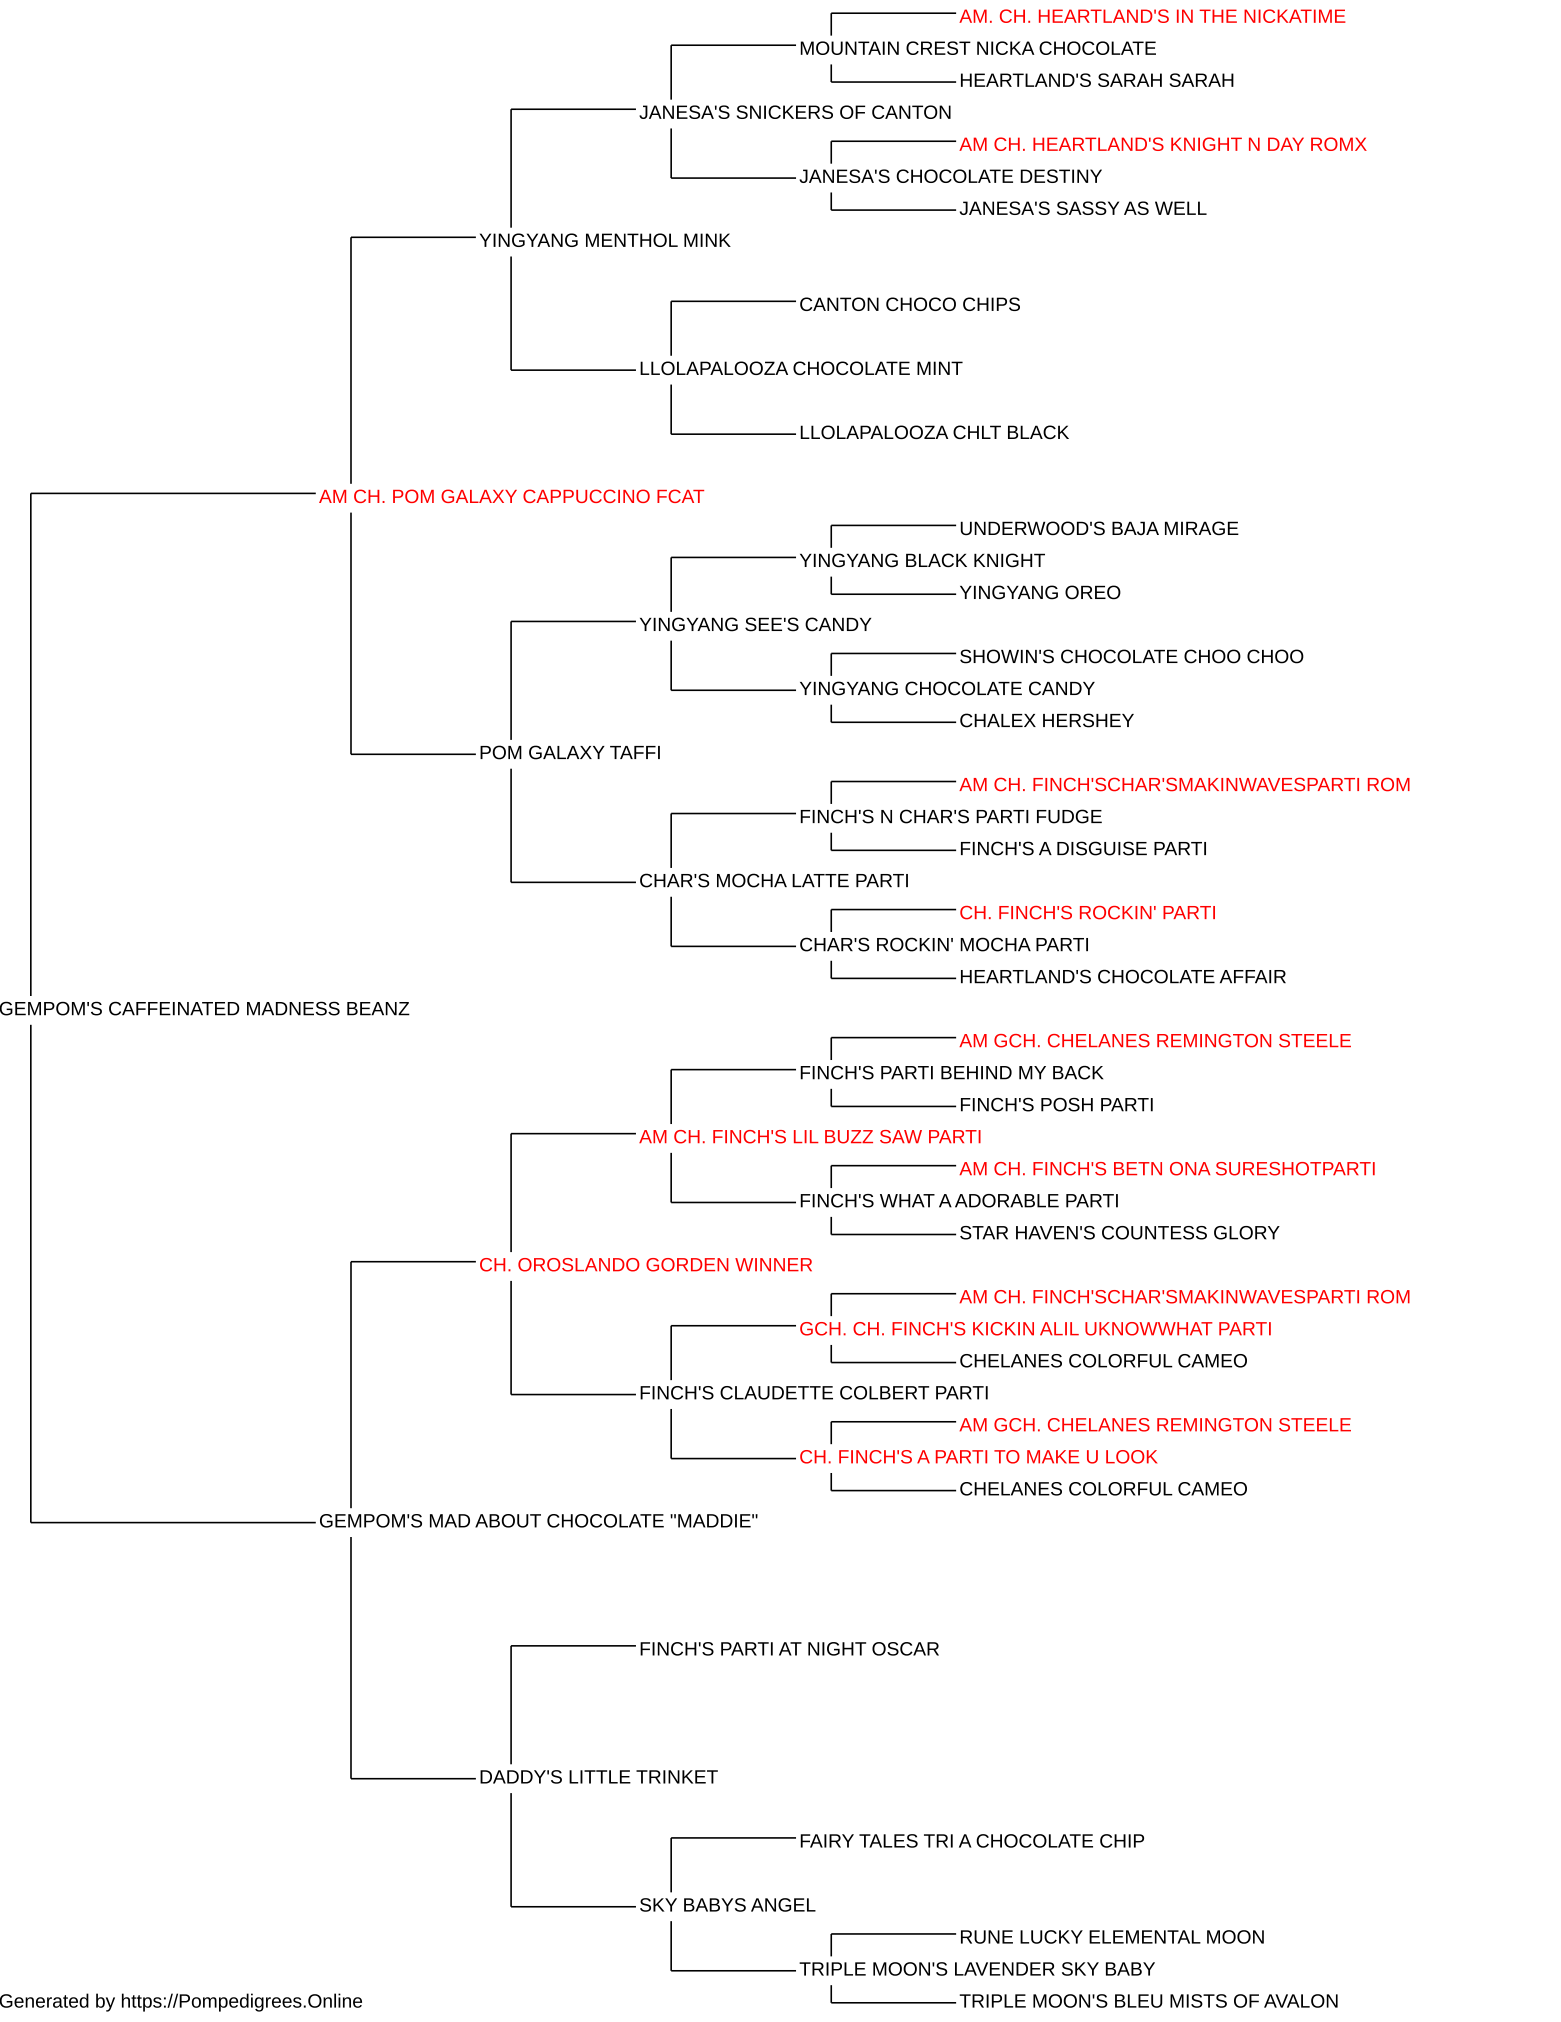 AM. CH. HEARTLAND'S IN THE NICKATIME
MOUNTAIN CREST NICKA CHOCOLATE
HEARTLAND'S SARAH SARAH
JANESA'S SNICKERS OF CANTON
AM CH. HEARTLAND'S KNIGHT N DAY ROMX
JANESA'S CHOCOLATE DESTINY
JANESA'S SASSY AS WELL
YINGYANG MENTHOL MINK
CANTON CHOCO CHIPS
LLOLAPALOOZA CHOCOLATE MINT
LLOLAPALOOZA CHLT BLACK
AM CH. POM GALAXY CAPPUCCINO FCAT
UNDERWOOD'S BAJA MIRAGE
YINGYANG BLACK KNIGHT
YINGYANG OREO
YINGYANG SEE'S CANDY
SHOWIN'S CHOCOLATE CHOO CHOO
YINGYANG CHOCOLATE CANDY
CHALEX HERSHEY
POM GALAXY TAFFI
AM CH. FINCH'SCHAR'SMAKINWAVESPARTI ROM
FINCH'S N CHAR'S PARTI FUDGE
FINCH'S A DISGUISE PARTI
CHAR'S MOCHA LATTE PARTI
CH. FINCH'S ROCKIN' PARTI
CHAR'S ROCKIN' MOCHA PARTI
HEARTLAND'S CHOCOLATE AFFAIR
GEMPOM'S CAFFEINATED MADNESS BEANZ
AM GCH. CHELANES REMINGTON STEELE
FINCH'S PARTI BEHIND MY BACK
FINCH'S POSH PARTI
AM CH. FINCH'S LIL BUZZ SAW PARTI
AM CH. FINCH'S BETN ONA SURESHOTPARTI
FINCH'S WHAT A ADORABLE PARTI
STAR HAVEN'S COUNTESS GLORY
CH. OROSLANDO GORDEN WINNER
AM CH. FINCH'SCHAR'SMAKINWAVESPARTI ROM
GCH. CH. FINCH'S KICKIN ALIL UKNOWWHAT PARTI
CHELANES COLORFUL CAMEO
FINCH'S CLAUDETTE COLBERT PARTI
AM GCH. CHELANES REMINGTON STEELE
CH. FINCH'S A PARTI TO MAKE U LOOK
CHELANES COLORFUL CAMEO
GEMPOM'S MAD ABOUT CHOCOLATE "MADDIE"
FINCH'S PARTI AT NIGHT OSCAR
DADDY'S LITTLE TRINKET
FAIRY TALES TRI A CHOCOLATE CHIP
SKY BABYS ANGEL
RUNE LUCKY ELEMENTAL MOON
TRIPLE MOON'S LAVENDER SKY BABY
TRIPLE MOON'S BLEU MISTS OF AVALON
Generated by https://Pompedigrees.Online